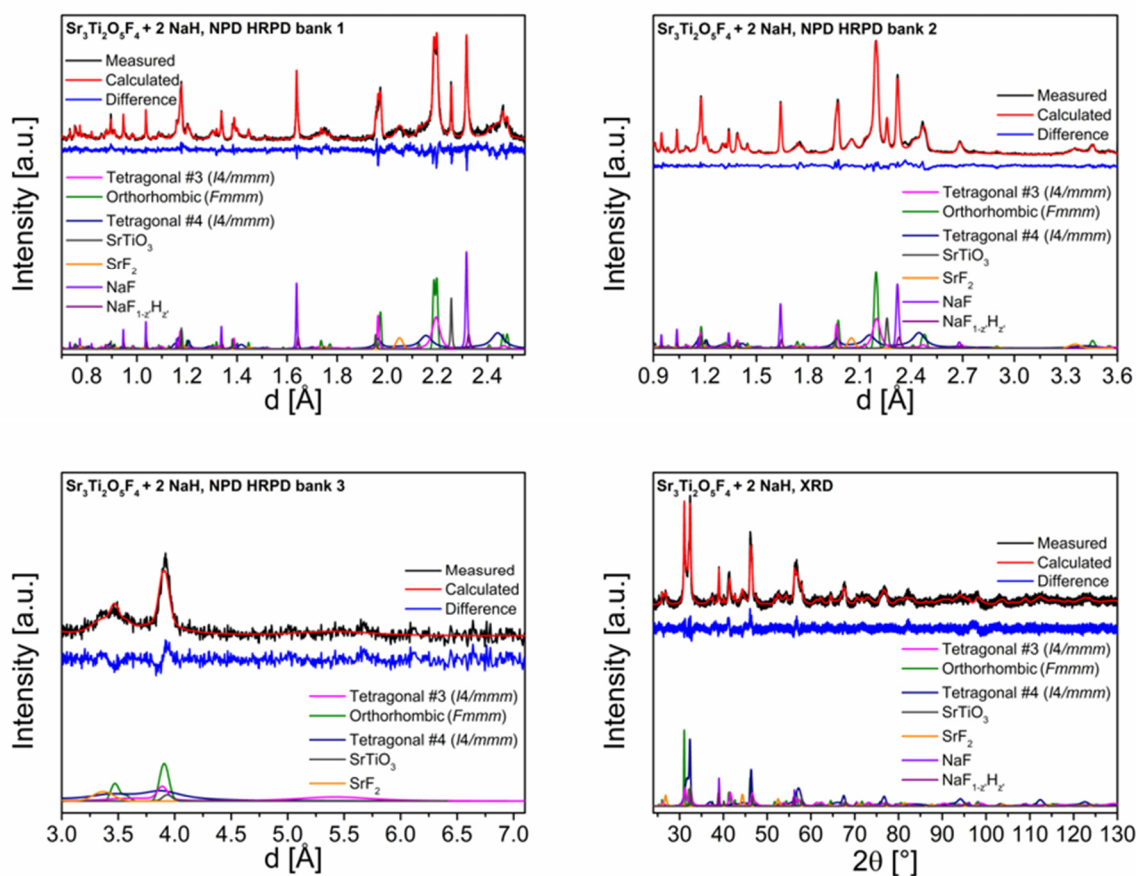 Sr₃Ti₂O₅F₄ + 2 NaH, NPD HRPD bank 1
Measured
Calculated
Difference
Tetragonal #3 (I4/mmm)
Orthorhombic (Fmmm)
Tetragonal #4 (I4/mmm)
SrTiO₃
SrF₂
NaF
NaF₁₋z'Hz'
Intensity [a.u.]
0.8 1.0 1.2 1.4 1.6 1.8 2.0 2.2 2.4
d [Å]
Sr₃Ti₂O₅F₄ + 2 NaH, NPD HRPD bank 2
Measured
Calculated
Difference
Tetragonal #3 (I4/mmm)
Orthorhombic (Fmmm)
Tetragonal #4 (I4/mmm)
SrTiO₃
SrF₂
NaF
NaF₁₋z'Hz'
Intensity [a.u.]
0.9 1.2 1.5 1.8 2.1 2.4 2.7 3.0 3.3 3.6
d [Å]
Sr₃Ti₂O₅F₄ + 2 NaH, NPD HRPD bank 3
Measured
Calculated
Difference
Tetragonal #3 (I4/mmm)
Orthorhombic (Fmmm)
Tetragonal #4 (I4/mmm)
SrTiO₃
SrF₂
Intensity [a.u.]
3.0 3.5 4.0 4.5 5.0 5.5 6.0 6.5 7.0
d [Å]
Sr₃Ti₂O₅F₄ + 2 NaH, XRD
Measured
Calculated
Difference
Tetragonal #3 (I4/mmm)
Orthorhombic (Fmmm)
Tetragonal #4 (I4/mmm)
SrTiO₃
SrF₂
NaF
NaF₁₋z'Hz'
Intensity [a.u.]
30 40 50 60 70 80 90 100 110 120 130
2θ [°]